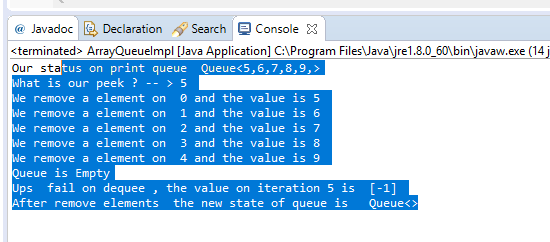 @ Javadoc Declaration Search Console
<terminated> ArrayQueueImpl [Java Application] C:\Program Files\Java\jre1.8.0_60\bin\javaw.exe (14 j
Our status on print queue  Queue<5,6,7,8,9,>
What is our peek ? -- > 5
We remove a element on  0 and the value is 5
We remove a element on  1 and the value is 6
We remove a element on  2 and the value is 7
We remove a element on  3 and the value is 8
We remove a element on  4 and the value is 9
Queue is Empty
Ups  fail on dequee , the value on iteration 5 is  [-1]
After remove elements  the new state of queue is   Queue<>